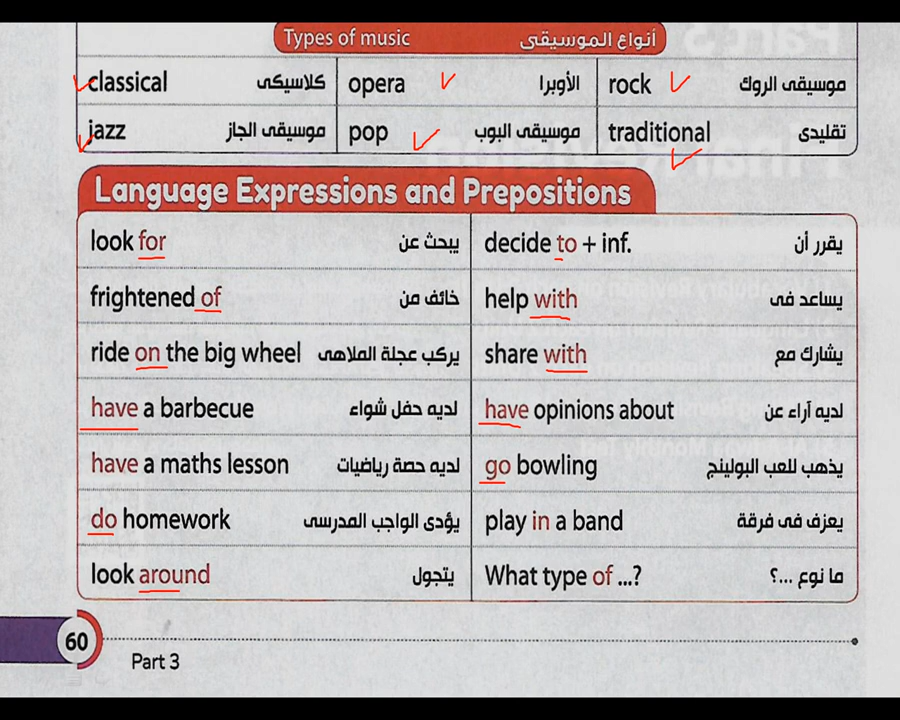 Types of music أنواع الموسيقى
classical كلاسيكى opera الأوبرا rock موسيقى الروك
jazz موسيقى الجاز pop موسيقى البوب traditional تقليدى
Language Expressions and Prepositions
look for يبحث عن decide to + inf. يقرر أن
frightened of خائف من help with يساعد فى
ride on the big wheel يركب عجلة الملاهى share with يشارك مع
have a barbecue لديه حفل شواء have opinions about لديه آراء عن
have a maths lesson لديه حصة رياضيات go bowling يذهب للعب البولينج
do homework يؤدى الواجب المدرسى play in a band يعزف فى فرقة
look around يتجول What type of ...? ما نوع ...؟
60
Part 3